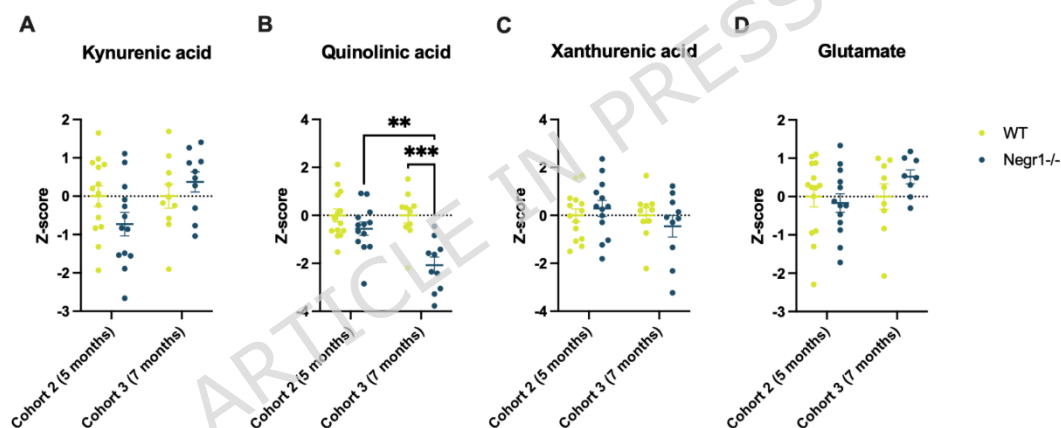 A B C D
Kynurenic acid Quinolinic acid Xanthurenic acid Glutamate
2 4 4 2
** 
WT
1 2 2 1
Negr1-/-
***
Z-score Z-score Z-score Z-score
0 0 0 0
-1 -2 -2 -1
-2 -2
-3 -4 -4 -3
Cohort 2 (5 months) Cohort 3 (7 months) Cohort 2 (5 months) Cohort 3 (7 months) Cohort 2 (5 months) Cohort 3 (7 months) Cohort 2 (5 months) Cohort 3 (7 months)
ARTICLE IN PRESS